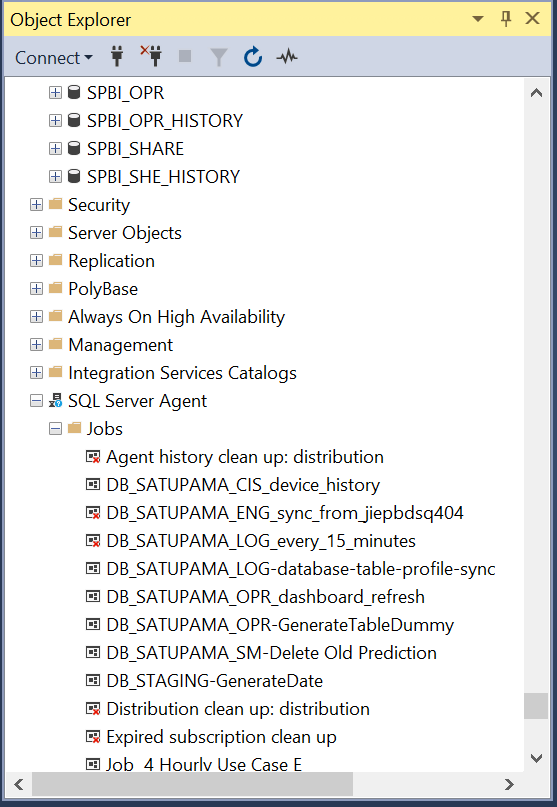 Object Explorer
Connect
SPBI_OPR
SPBI_OPR_HISTORY
SPBI_SHARE
SPBI_SHE_HISTORY
Security
Server Objects
Replication
PolyBase
Always On High Availability
Management
Integration Services Catalogs
SQL Server Agent
Jobs
Agent history clean up: distribution
DB_SATUPAMA_CIS_device_history
DB_SATUPAMA_ENG_sync_from_jiepbdsq404
DB_SATUPAMA_LOG_every_15_minutes
DB_SATUPAMA_LOG-database-table-profile-sync
DB_SATUPAMA_OPR_dashboard_refresh
DB_SATUPAMA_OPR-GenerateTableDummy
DB_SATUPAMA_SM-Delete Old Prediction
DB_STAGING-GenerateDate
Distribution clean up: distribution
Expired subscription clean up
Job_4 Hourly Use Case E